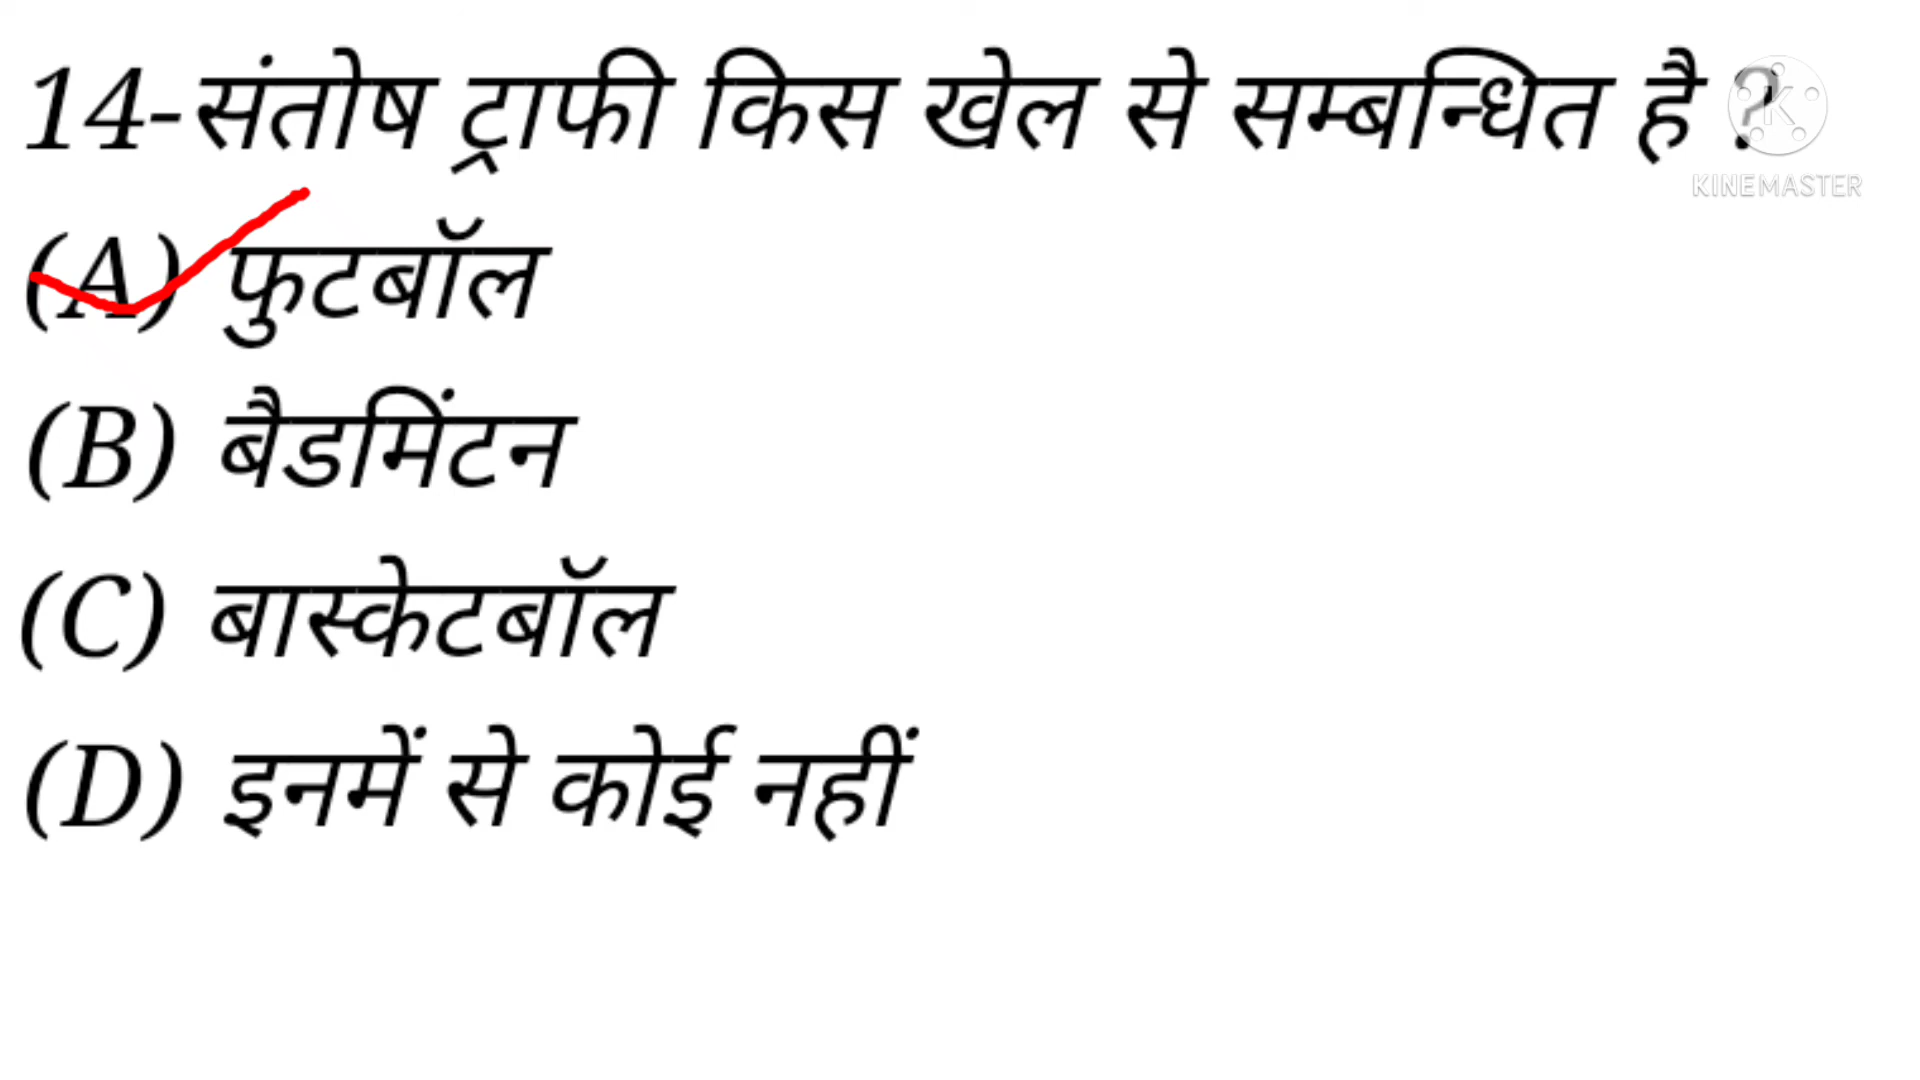 14-संतोष ट्राफी किस खेल से सम्बन्धित है ?
KINEMASTER
(A) फुटबॉल
(B) बैडमिंटन
(C) बास्केटबॉल
(D) इनमें से कोई नहीं